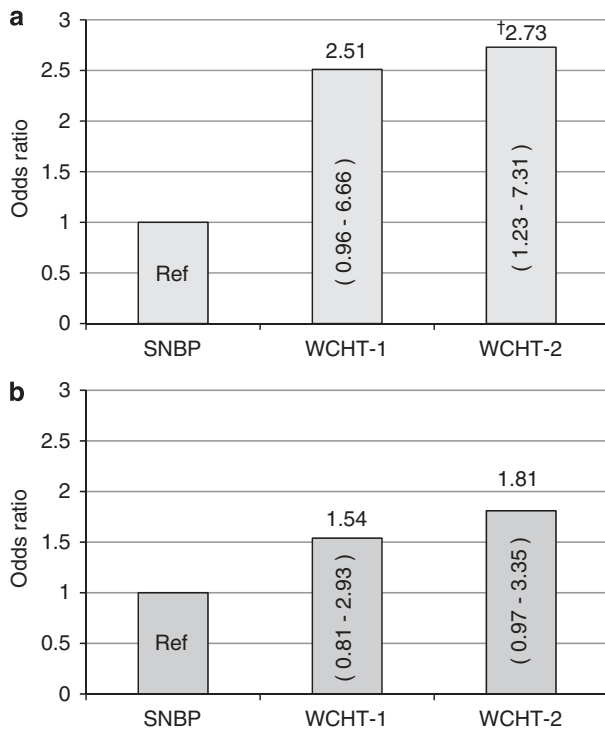 a
3
2.5
2
1.5
1
0.5
0
Odds ratio
2.51
†2.73
Ref
( 0.96 - 6.66 )
( 1.23 - 7.31 )
SNBP WCHT-1 WCHT-2
b
3
2.5
2
1.5
1
0.5
0
Odds ratio
1.54
1.81
Ref
( 0.81 - 2.93 )
( 0.97 - 3.35 )
SNBP WCHT-1 WCHT-2